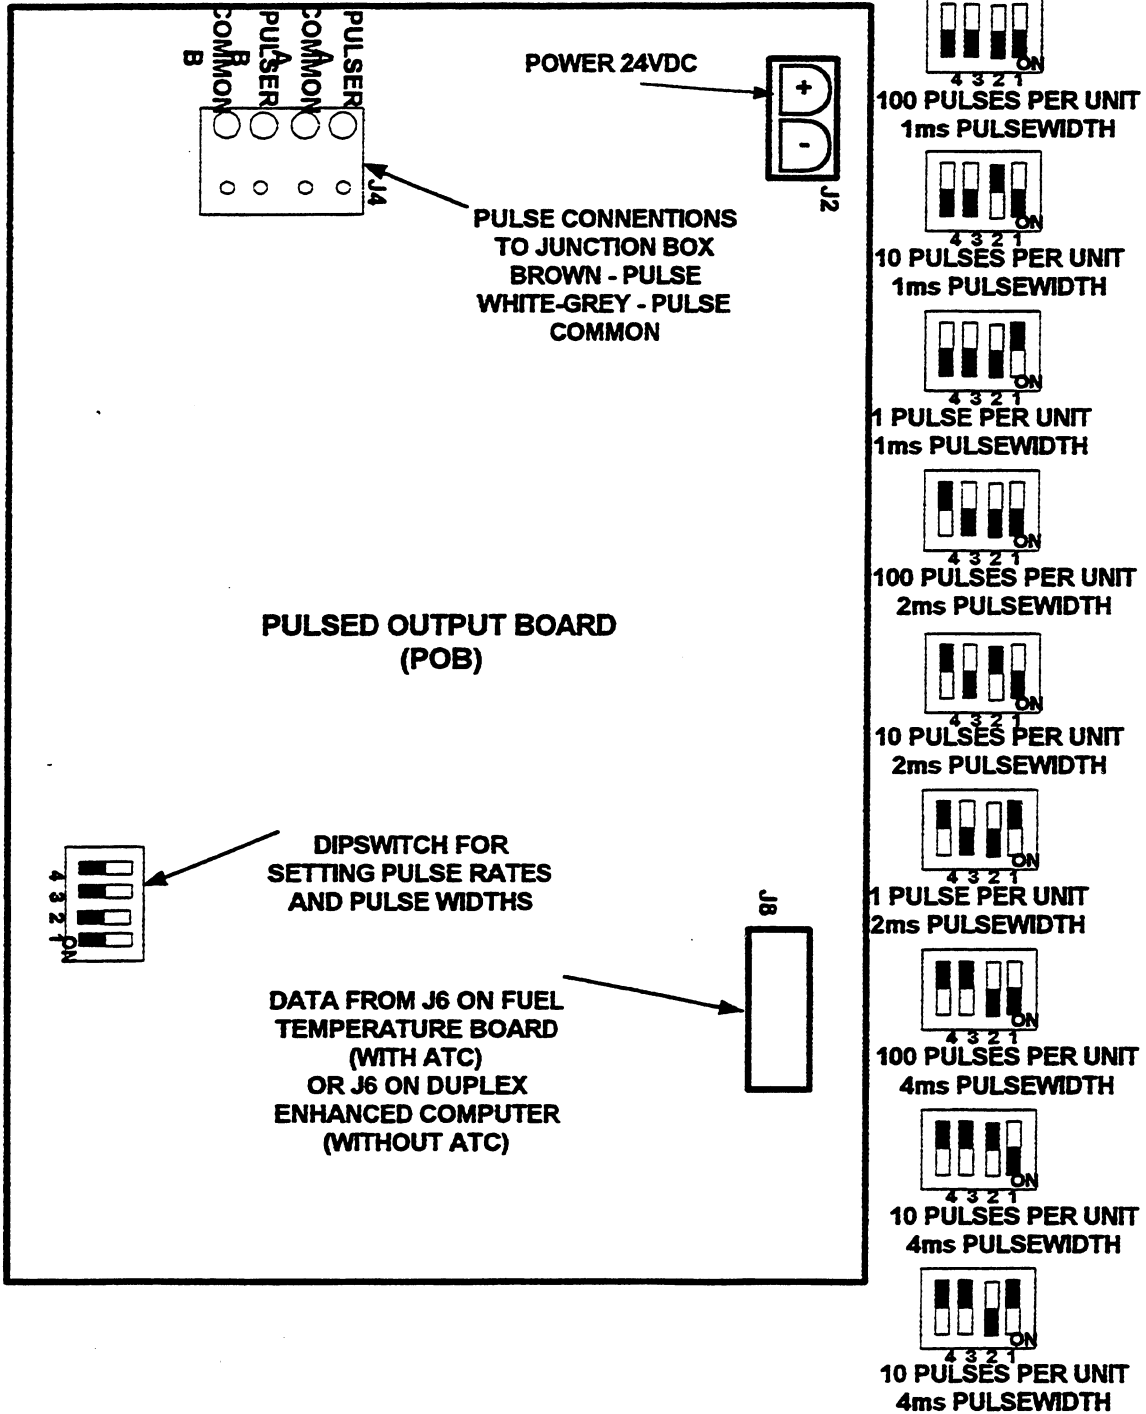 PULSER A
COMMON A
PULSER B
COMMON B
J4
POWER 24VDC
+
-
J2
PULSE CONNENTIONS
TO JUNCTION BOX
BROWN - PULSE
WHITE-GREY - PULSE
COMMON
PULSED OUTPUT BOARD
(POB)
4 3 2 1
ON
DIPSWITCH FOR
SETTING PULSE RATES
AND PULSE WIDTHS
J8
DATA FROM J6 ON FUEL
TEMPERATURE BOARD
(WITH ATC)
OR J6 ON DUPLEX
ENHANCED COMPUTER
(WITHOUT ATC)
ON
4 3 2 1
100 PULSES PER UNIT
1ms PULSEWIDTH
ON
4 3 2 1
10 PULSES PER UNIT
1ms PULSEWIDTH
ON
4 3 2 1
1 PULSE PER UNIT
1ms PULSEWIDTH
ON
4 3 2 1
100 PULSES PER UNIT
2ms PULSEWIDTH
ON
4 3 2 1
10 PULSES PER UNIT
2ms PULSEWIDTH
ON
4 3 2 1
1 PULSE PER UNIT
2ms PULSEWIDTH
ON
4 3 2 1
100 PULSES PER UNIT
4ms PULSEWIDTH
ON
4 3 2 1
10 PULSES PER UNIT
4ms PULSEWIDTH
ON
4 3 2 1
10 PULSES PER UNIT
4ms PULSEWIDTH